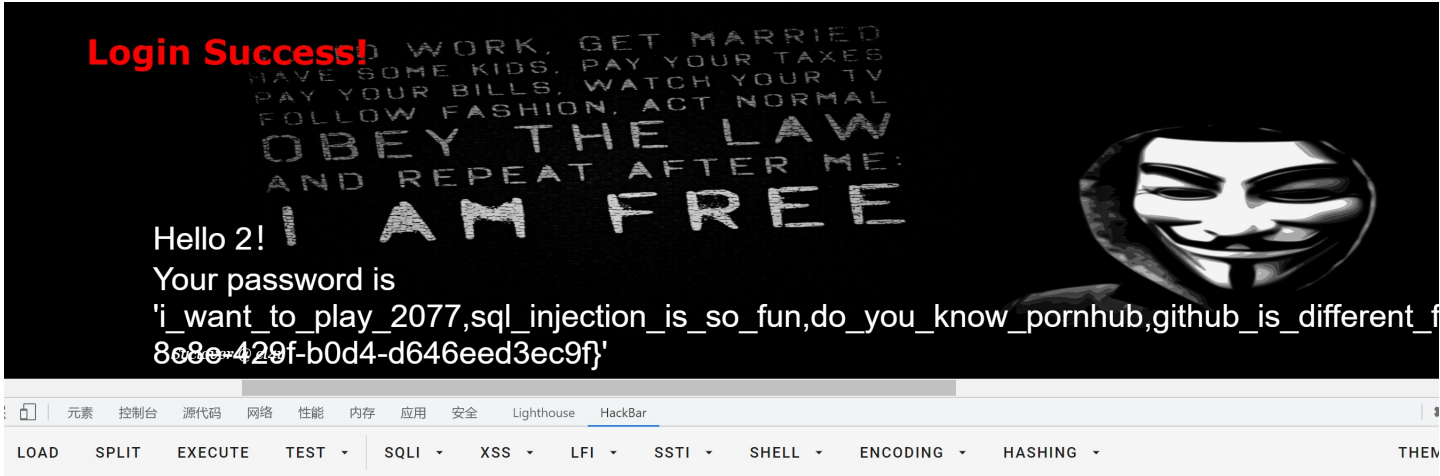 Login Success!
WORK, GET MARRIED
HAVE SOME KIDS, PAY YOUR TAXES
PAY YOUR BILLS, WATCH YOUR TV
FOLLOW FASHION, ACT NORMAL
OBEY THE LAW
AND REPEAT AFTER ME:
I AM FREE
Hello 2!
Your password is
'i_want_to_play_2077,sql_injection_is_so_fun,do_you_know_pornhub,github_is_different_f
8c8e-429f-b0d4-d646eed3ec9f}'
元素 控制台 源代码 网络 性能 内存 应用 安全 Lighthouse HackBar
LOAD SPLIT EXECUTE TEST SQLI XSS LFI SSTI SHELL ENCODING HASHING THEM